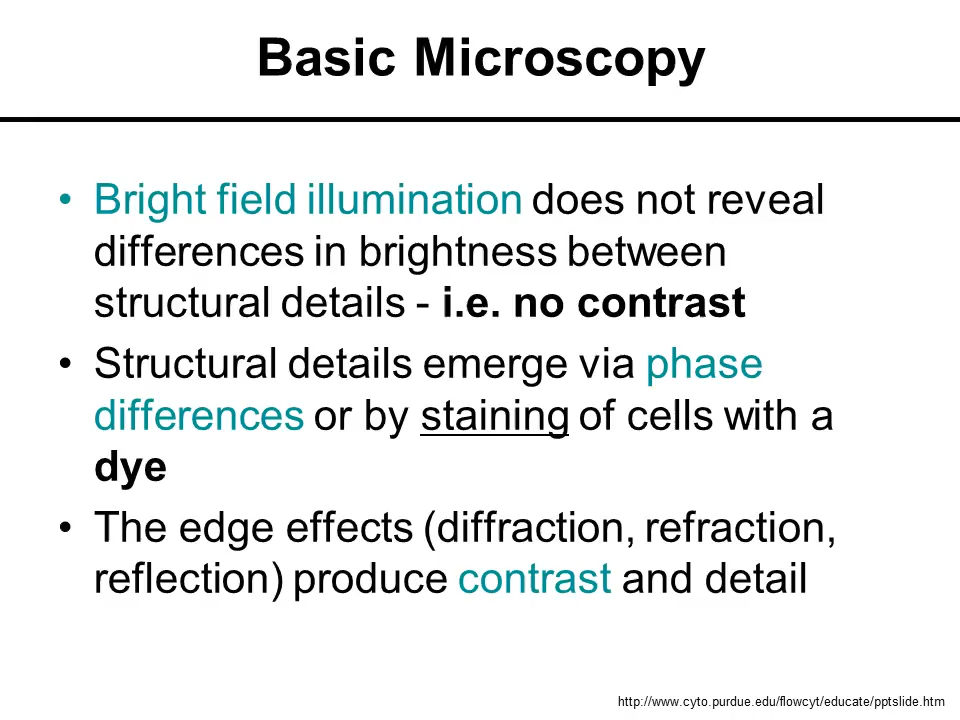 Basic Microscopy
• Bright field illumination does not reveal
differences in brightness between
structural details - i.e. no contrast
• Structural details emerge via phase
differences or by staining of cells with a
dye
• The edge effects (diffraction, refraction,
reflection) produce contrast and detail
http://www.cyto.purdue.edu/flowcyt/educate/pptslide.htm